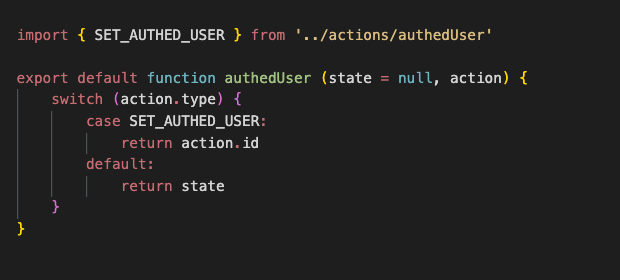 import { SET_AUTHED_USER } from '../actions/authedUser'

export default function authedUser (state = null, action) {
    switch (action.type) {
        case SET_AUTHED_USER:
            return action.id
        default:
            return state
    }
}